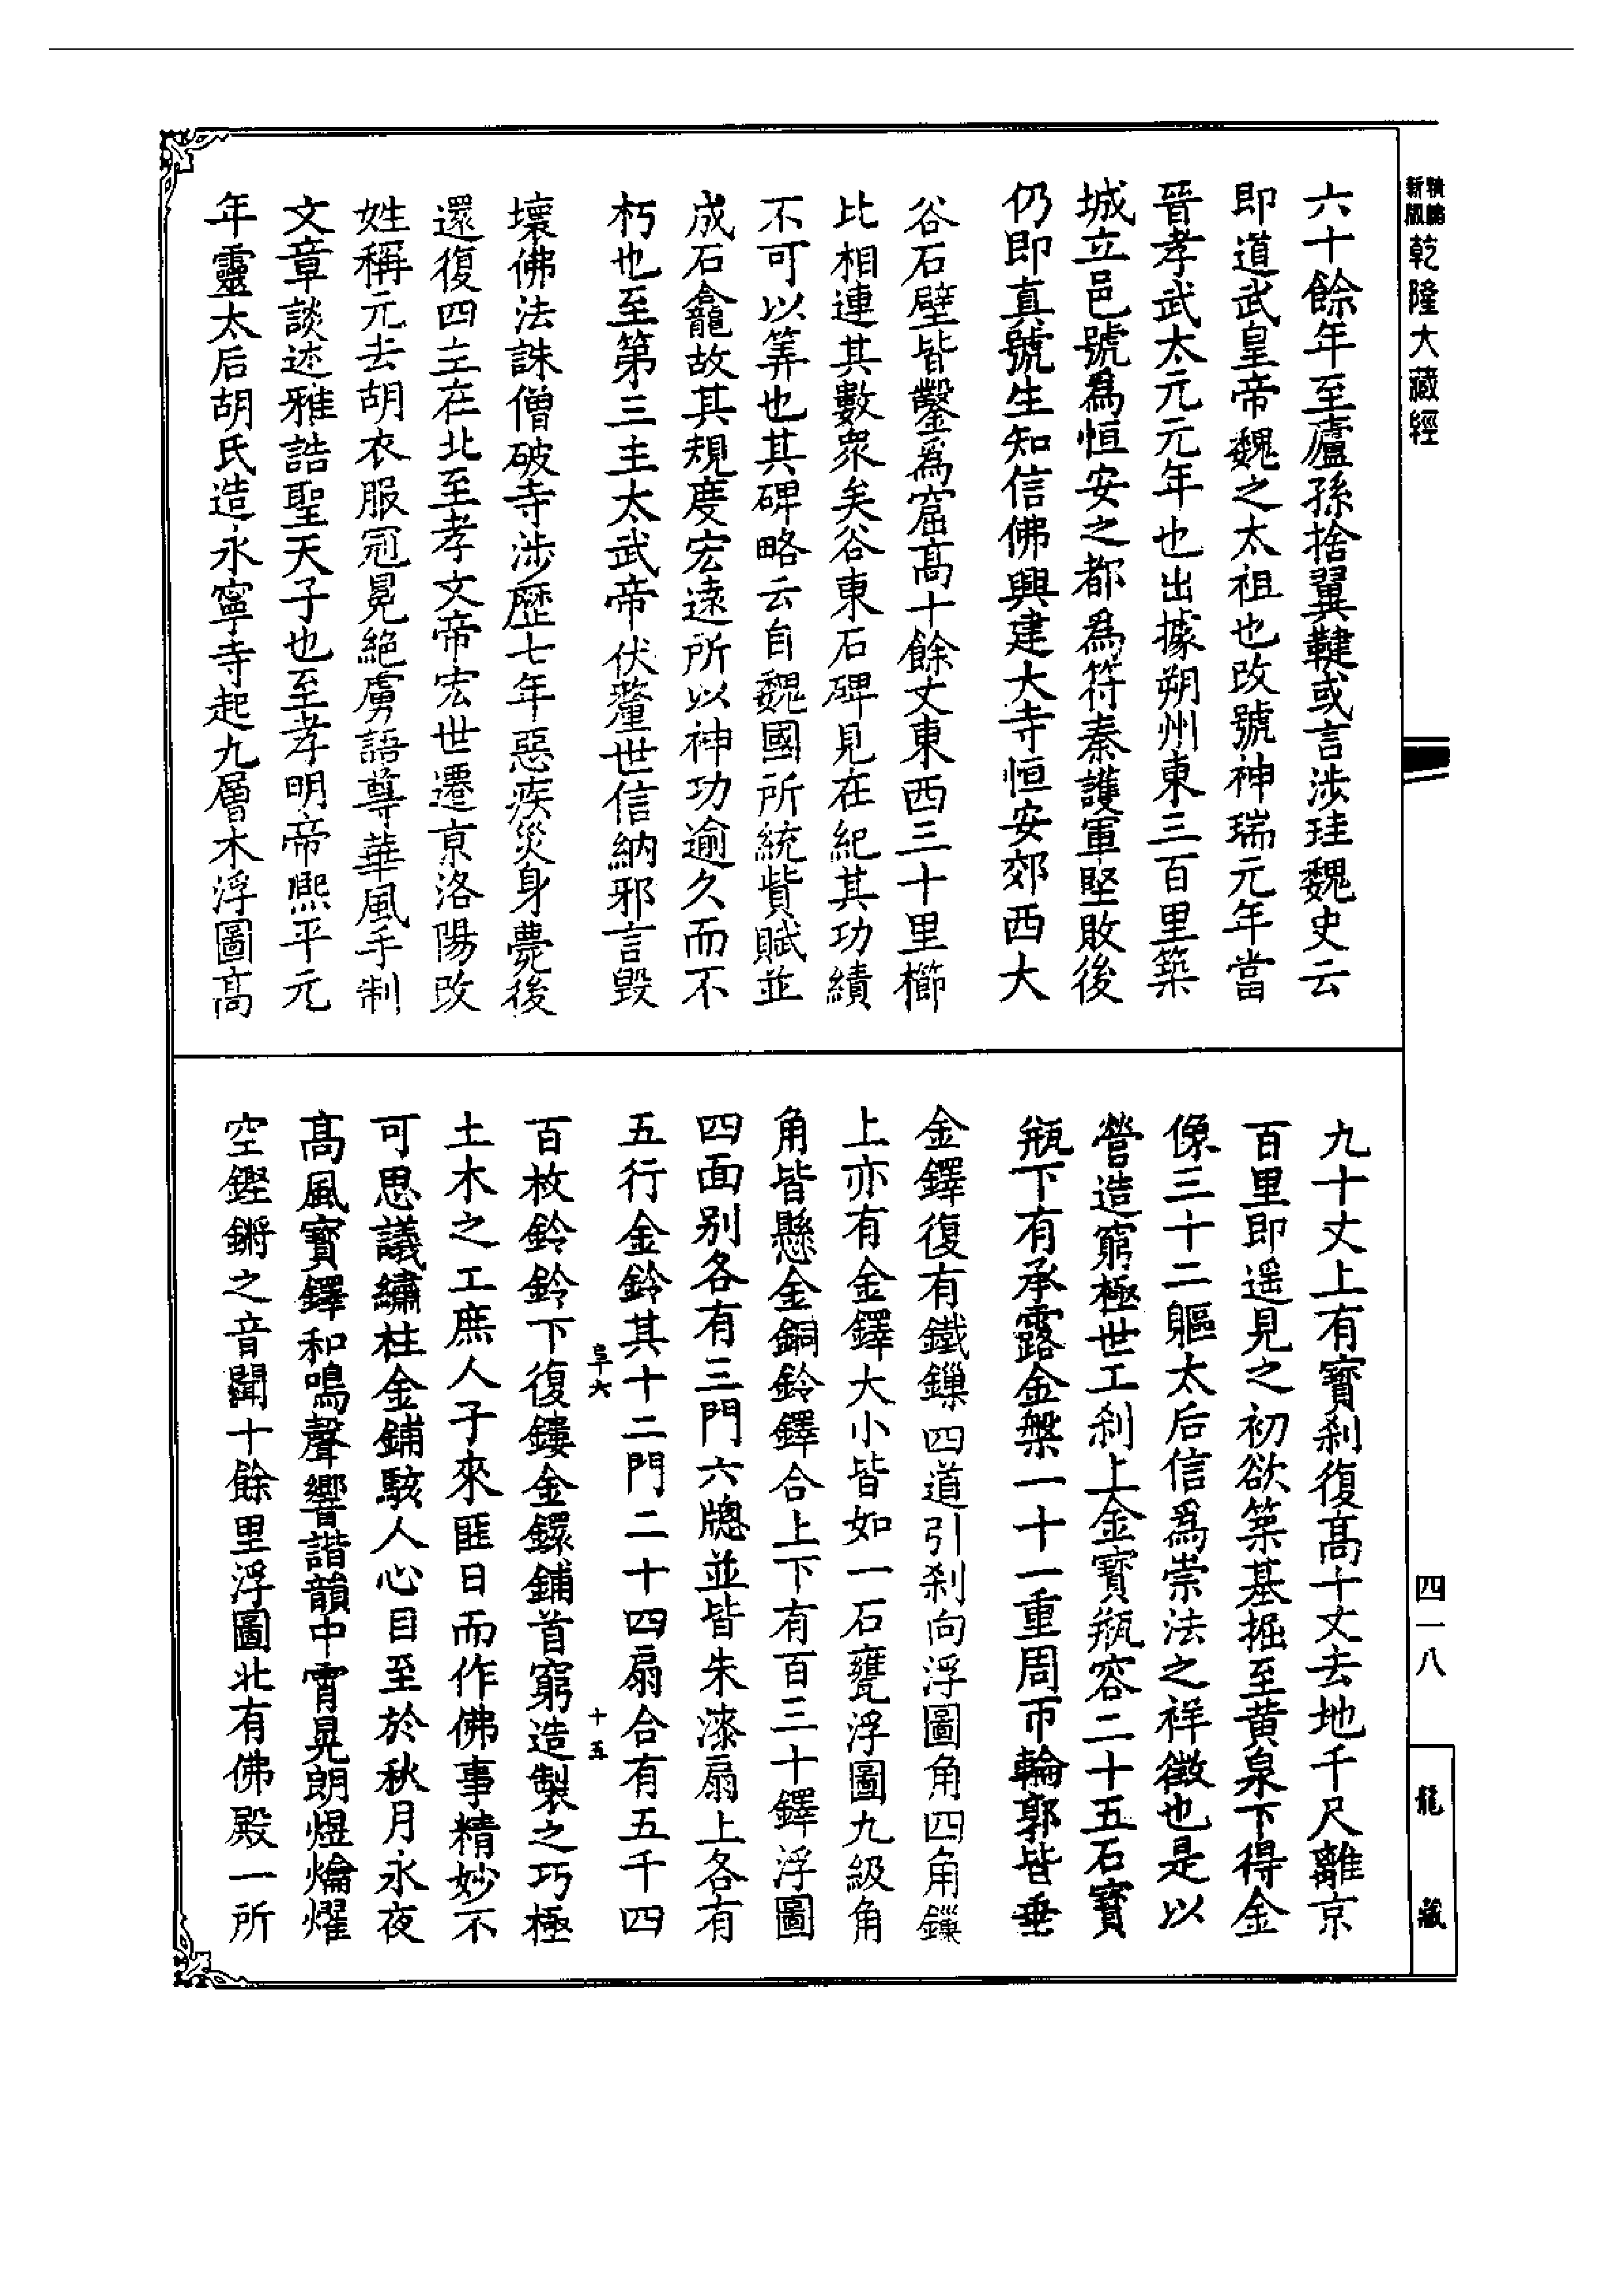 精編新版
乾隆大藏經
六十餘年至廬孫捨翼鞬或言涉珪魏史云
即道武皇帝魏之太祖也改號神瑞元年當
晉孝武太元元年也出據朔州東三百里築
城立邑號爲恒安之都爲符秦護軍堅敗後
仍即真號生知信佛興建大寺恒安郊西大
谷石壁皆鑿爲窟高十餘丈東西三十里櫛
比相連其數衆矣谷東石碑見在紀其功績
不可以筭也其碑略云自魏國所統貲賦並
成石龕故其規度宏遠所以神功逾久而不
朽也至第三主太武帝伏釐世信納邪言毀
壞佛法誅僧破寺涉歷七年惡疾災身薨後
還復四主在北至孝文帝宏世遷京洛陽改
姓稱元去胡衣服冠冕絕虜語尊華風手制
文章談述雅誥聖天子也至孝明帝熙平元
年靈太后胡氏造永寧寺起九層木浮圖高
九十丈上有寶刹復高十丈去地千尺離京
百里即遥見之初欲築基掘至黄泉下得金
像三十二軀太后信爲崇法之祥徵也是以
營造窮極世工刹上金寶瓶容二十五石寶
瓶下有承露金槃一十一重周帀輪郭皆垂
金鐸復有鐵鏁四道引刹向浮圖角四角鏁
上亦有金鐸大小皆如一石甕浮圖九級角
角皆懸金銅鈴鐸合上下有百三十鐸浮圖
四面別各有三門六牕並皆朱漆扇上各有
五行金鈴其十二門二十四扇合有五千四
阜六
十五
百枚鈴鈴下復鏤金鐶鋪首窮造製之巧極
土木之工庶人子來匪日而作佛事精妙不
可思議繡柱金鋪駭人心目至於秋月永夜
高風寶鐸和鳴聲響諧韻中宵晃朗煜爚燿
空鏗鏘之音聞十餘里浮圖北有佛殿一所
四一八
龍藏